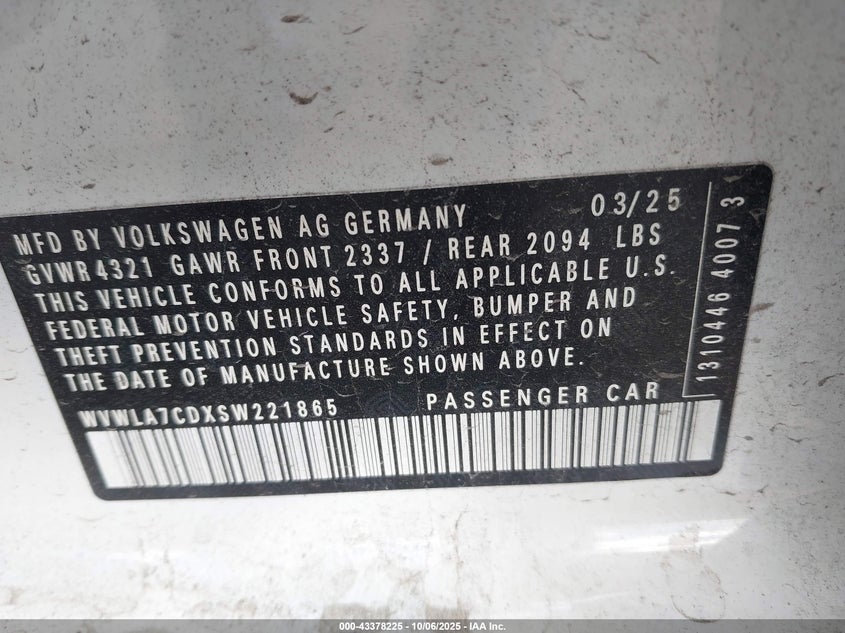 MFD BY VOLKSWAGEN AG GERMANY 03/25
GVWR 4321 GAWR FRONT 2337 / REAR 2094 LBS
THIS VEHICLE CONFORMS TO ALL APPLICABLE U.S.
FEDERAL MOTOR VEHICLE SAFETY, BUMPER AND
THEFT PREVENTION STANDARDS IN EFFECT ON
THE DATE OF MANUFACTURE SHOWN ABOVE.
WVWLA7CDXSW221865 PASSENGER CAR
1310446 4007 3
000-43378225 - 10/06/2025 - IAA Inc.